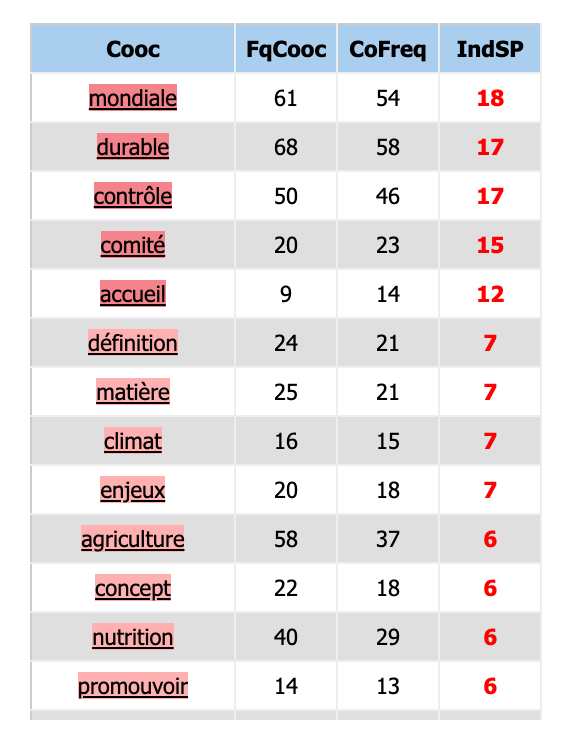 Cooc FqCooc CoFreq IndSP
mondiale 61 54 18
durable 68 58 17
contrôle 50 46 17
comité 20 23 15
accueil 9 14 12
définition 24 21 7
matière 25 21 7
climat 16 15 7
enjeux 20 18 7
agriculture 58 37 6
concept 22 18 6
nutrition 40 29 6
promouvoir 14 13 6